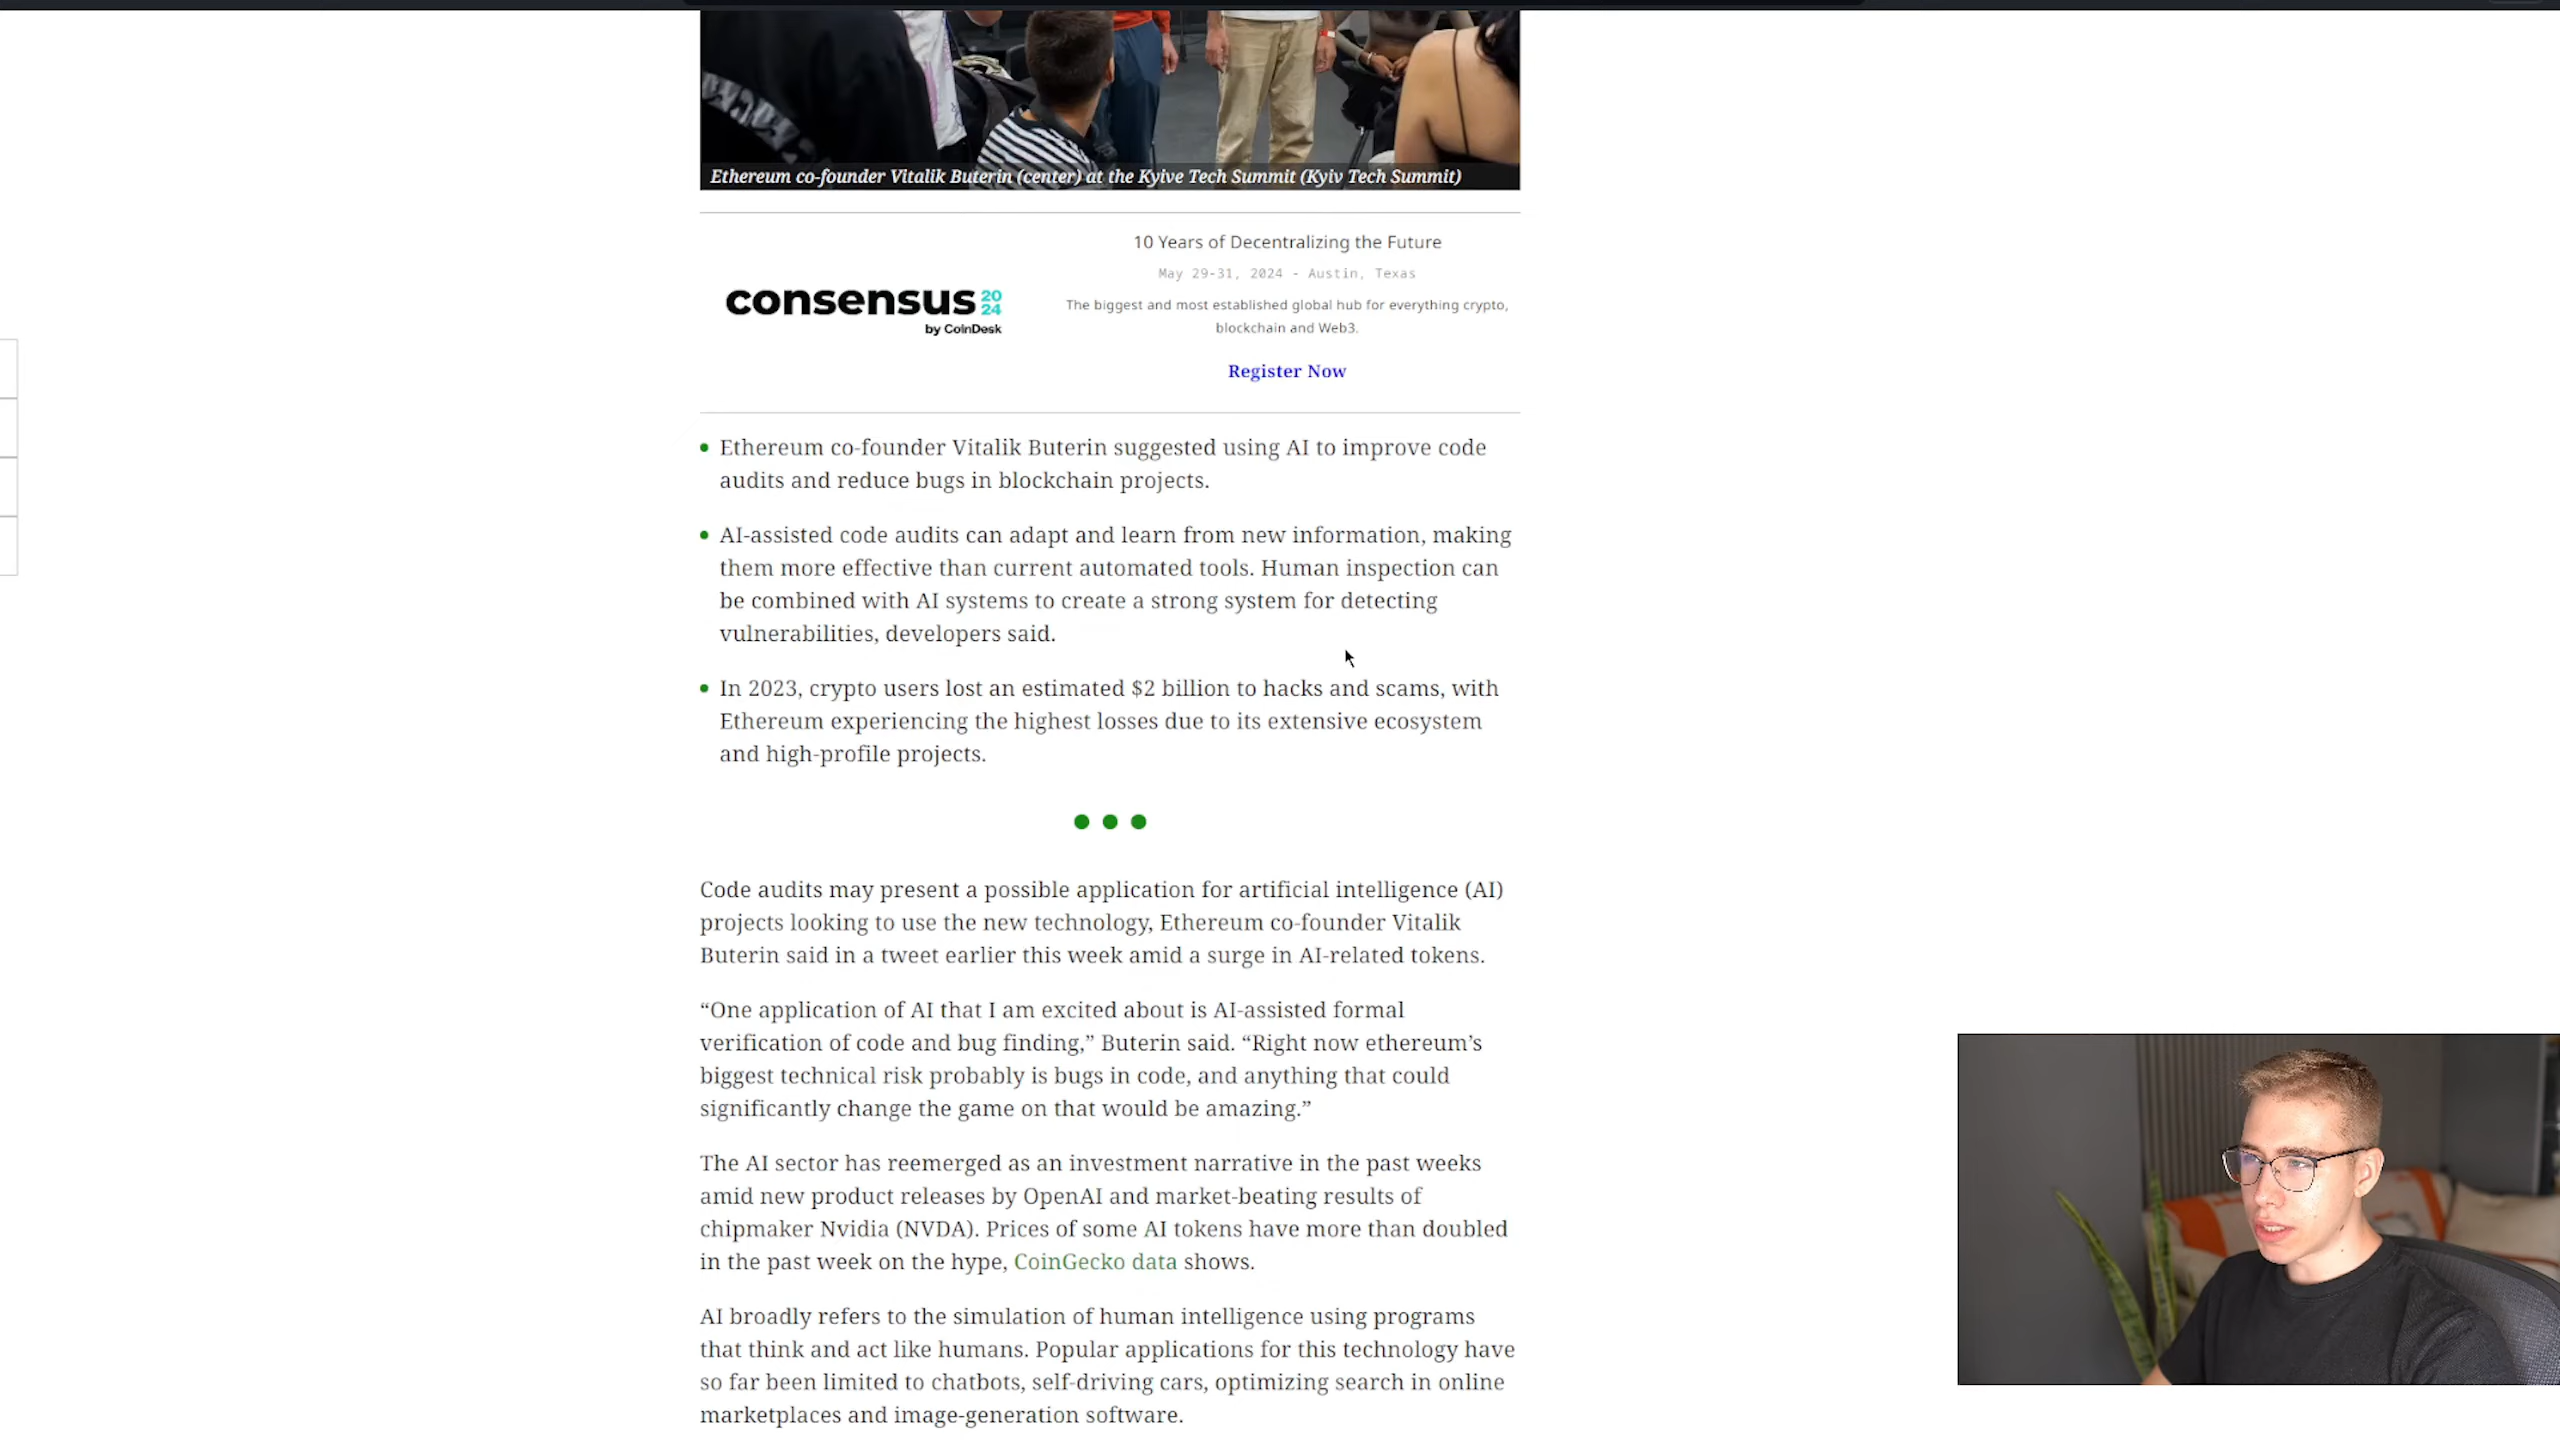 Ethereum co-founder Vitalik Buterin (center) at the Kyive Tech Summit (Kyiv Tech Summit)
consensus 20
24
by CoinDesk
10 Years of Decentralizing the Future
May 29-31, 2024 - Austin, Texas
The biggest and most established global hub for everything crypto,
blockchain and Web3.
Register Now
Ethereum co-founder Vitalik Buterin suggested using AI to improve code
audits and reduce bugs in blockchain projects.
AI-assisted code audits can adapt and learn from new information, making
them more effective than current automated tools. Human inspection can
be combined with AI systems to create a strong system for detecting
vulnerabilities, developers said.
In 2023, crypto users lost an estimated $2 billion to hacks and scams, with
Ethereum experiencing the highest losses due to its extensive ecosystem
and high-profile projects.
Code audits may present a possible application for artificial intelligence (AI)
projects looking to use the new technology, Ethereum co-founder Vitalik
Buterin said in a tweet earlier this week amid a surge in AI-related tokens.
“One application of AI that I am excited about is AI-assisted formal
verification of code and bug finding,” Buterin said. “Right now ethereum’s
biggest technical risk probably is bugs in code, and anything that could
significantly change the game on that would be amazing.”
The AI sector has reemerged as an investment narrative in the past weeks
amid new product releases by OpenAI and market-beating results of
chipmaker Nvidia (NVDA). Prices of some AI tokens have more than doubled
in the past week on the hype, CoinGecko data shows.
AI broadly refers to the simulation of human intelligence using programs
that think and act like humans. Popular applications for this technology have
so far been limited to chatbots, self-driving cars, optimizing search in online
marketplaces and image-generation software.